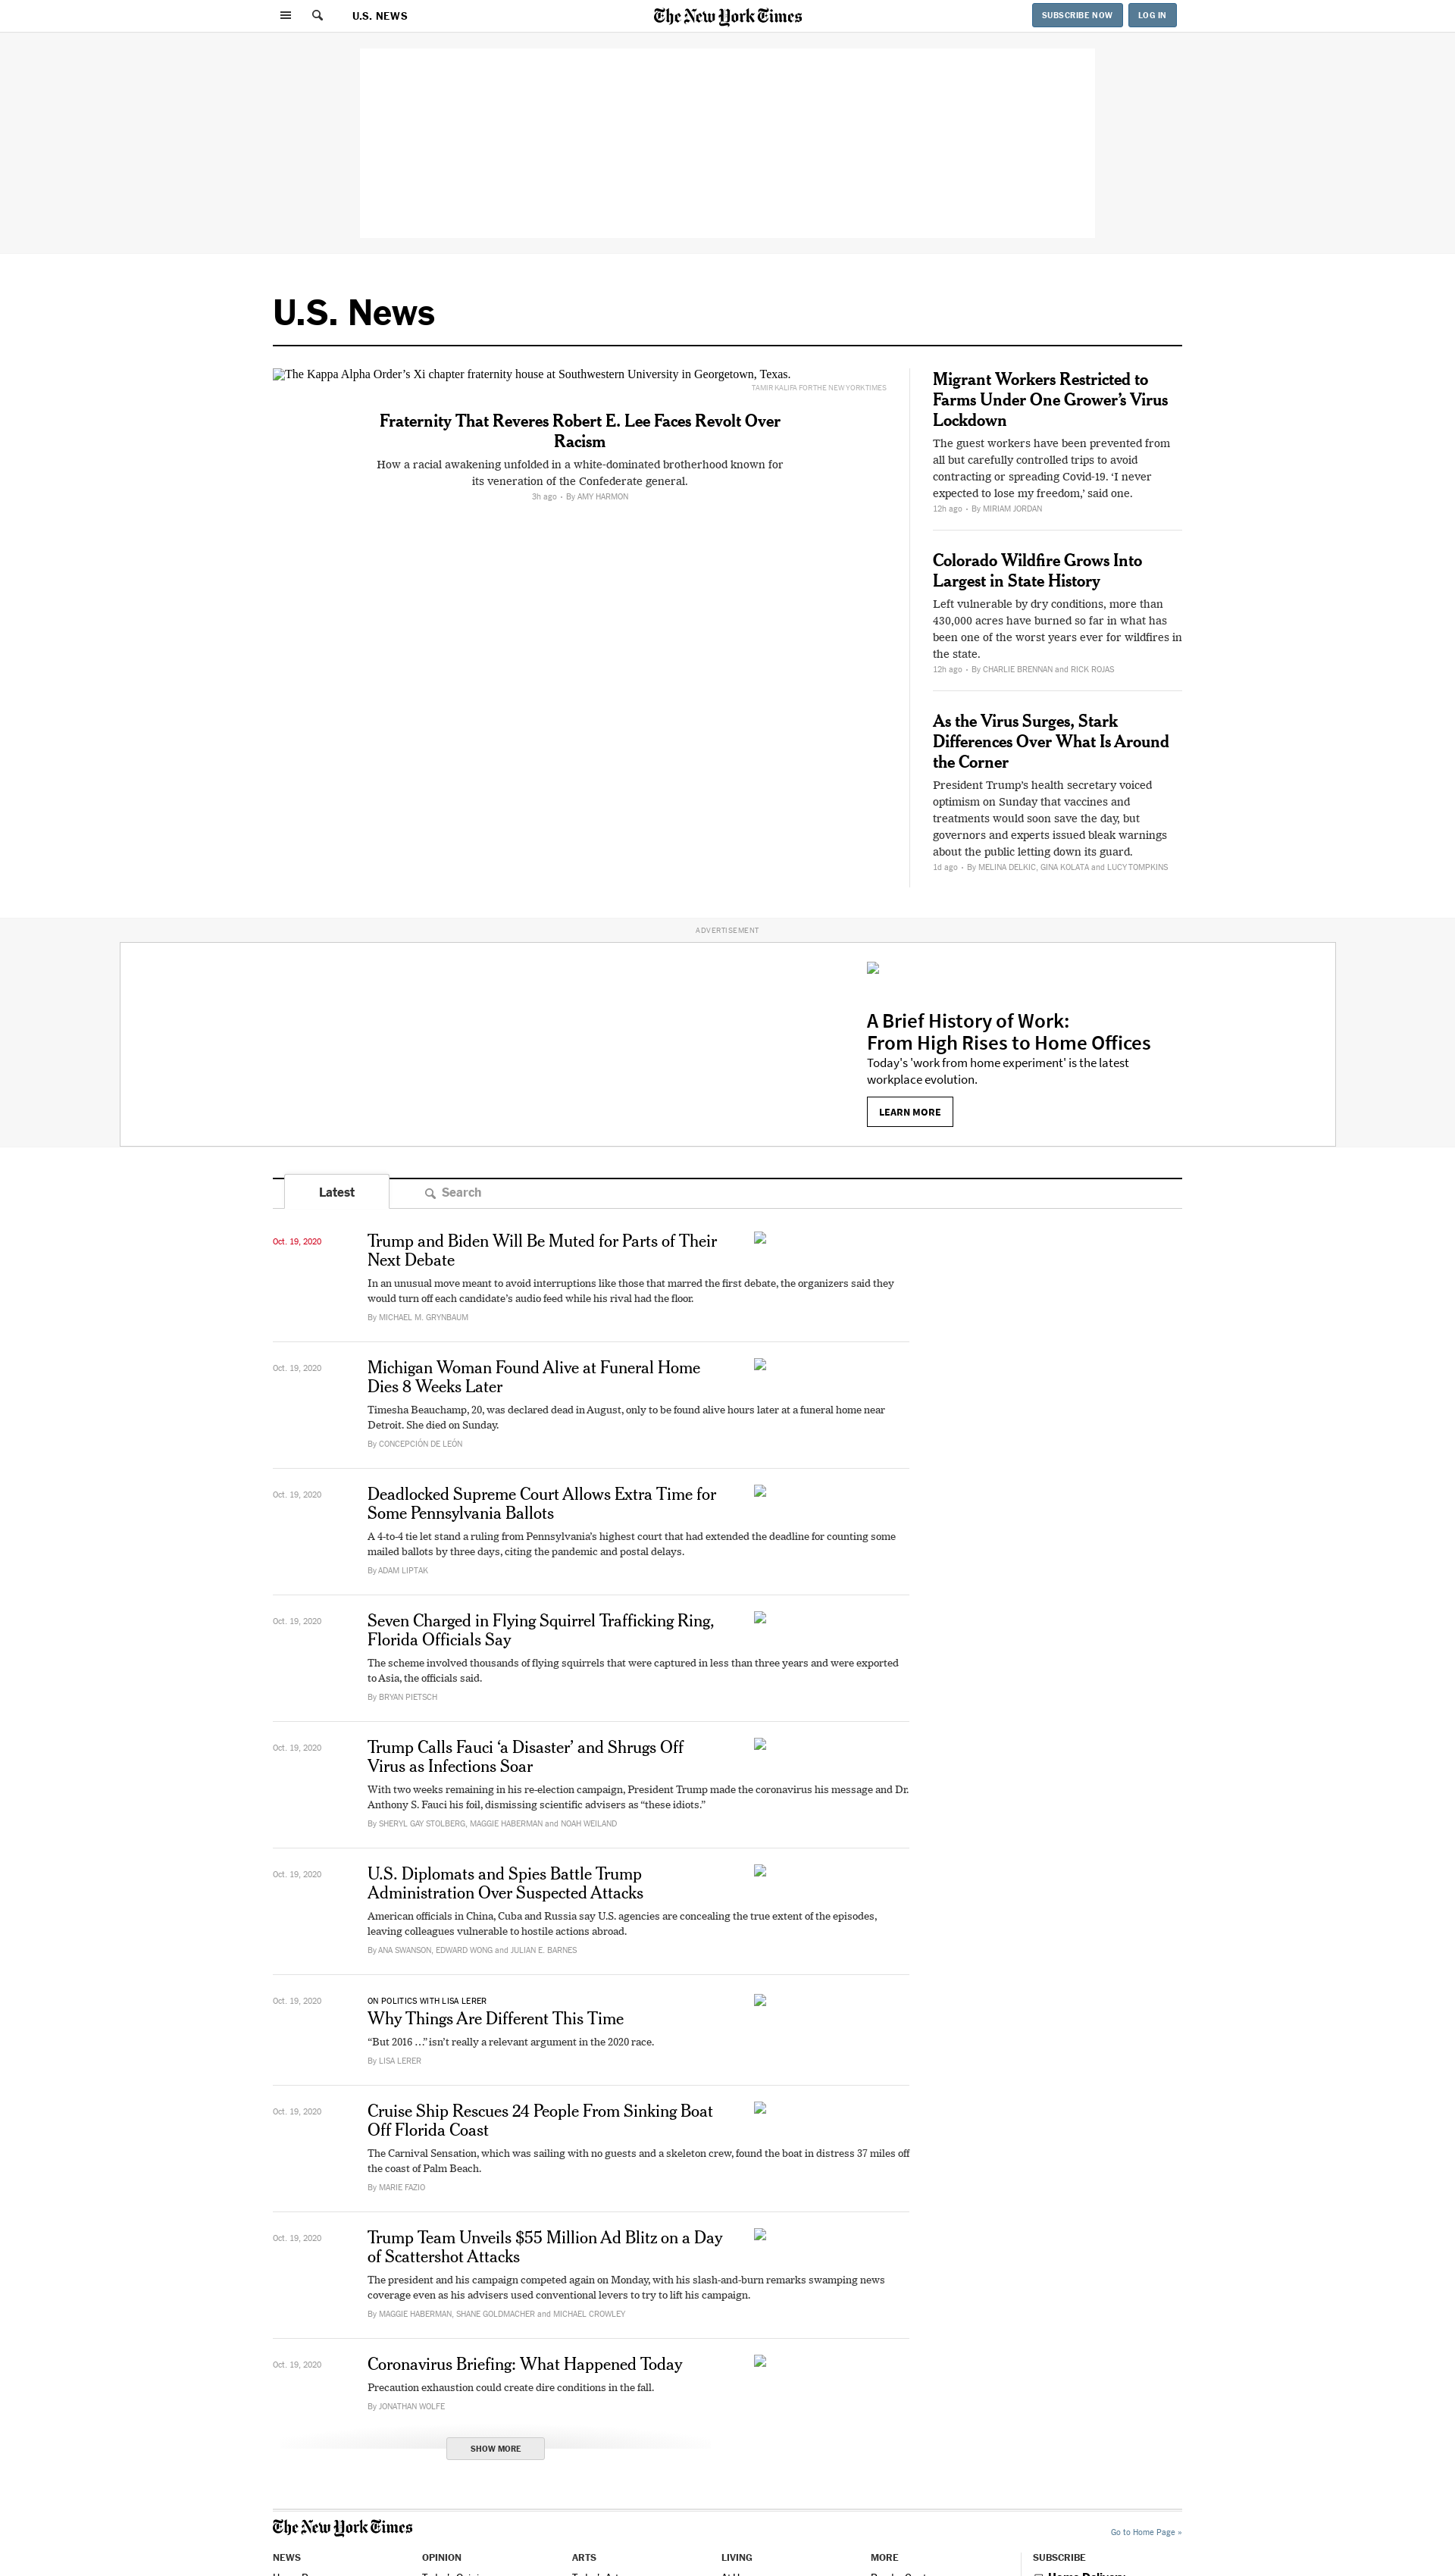 U.S. NEWS
The New York Times
SUBSCRIBE NOW
LOG IN
U.S. News
The Kappa Alpha Order’s Xi chapter fraternity house at Southwestern University in Georgetown, Texas.
TAMIR KALIFA FOR THE NEW YORK TIMES
Fraternity That Reveres Robert E. Lee Faces Revolt Over
Racism
How a racial awakening unfolded in a white-dominated brotherhood known for
its veneration of the Confederate general.
3h ago • By AMY HARMON
Migrant Workers Restricted to
Farms Under One Grower’s Virus
Lockdown
The guest workers have been prevented from
all but carefully controlled trips to avoid
contracting or spreading Covid-19. ‘I never
expected to lose my freedom,’ said one.
12h ago • By MIRIAM JORDAN
Colorado Wildfire Grows Into
Largest in State History
Left vulnerable by dry conditions, more than
430,000 acres have burned so far in what has
been one of the worst years ever for wildfires in
the state.
12h ago • By CHARLIE BRENNAN and RICK ROJAS
As the Virus Surges, Stark
Differences Over What Is Around
the Corner
President Trump’s health secretary voiced
optimism on Sunday that vaccines and
treatments would soon save the day, but
governors and experts issued bleak warnings
about the public letting down its guard.
1d ago • By MELINA DELKIC, GINA KOLATA and LUCY TOMPKINS
ADVERTISEMENT
A Brief History of Work:
From High Rises to Home Offices
Today's 'work from home experiment' is the latest
workplace evolution.
LEARN MORE
Latest
Search
Oct. 19, 2020
Trump and Biden Will Be Muted for Parts of Their
Next Debate
In an unusual move meant to avoid interruptions like those that marred the first debate, the organizers said they
would turn off each candidate’s audio feed while his rival had the floor.
By MICHAEL M. GRYNBAUM
Oct. 19, 2020
Michigan Woman Found Alive at Funeral Home
Dies 8 Weeks Later
Timesha Beauchamp, 20, was declared dead in August, only to be found alive hours later at a funeral home near
Detroit. She died on Sunday.
By CONCEPCIÓN DE LEÓN
Oct. 19, 2020
Deadlocked Supreme Court Allows Extra Time for
Some Pennsylvania Ballots
A 4-to-4 tie let stand a ruling from Pennsylvania’s highest court that had extended the deadline for counting some
mailed ballots by three days, citing the pandemic and postal delays.
By ADAM LIPTAK
Oct. 19, 2020
Seven Charged in Flying Squirrel Trafficking Ring,
Florida Officials Say
The scheme involved thousands of flying squirrels that were captured in less than three years and were exported
to Asia, the officials said.
By BRYAN PIETSCH
Oct. 19, 2020
Trump Calls Fauci ‘a Disaster’ and Shrugs Off
Virus as Infections Soar
With two weeks remaining in his re-election campaign, President Trump made the coronavirus his message and Dr.
Anthony S. Fauci his foil, dismissing scientific advisers as “these idiots.”
By SHERYL GAY STOLBERG, MAGGIE HABERMAN and NOAH WEILAND
Oct. 19, 2020
U.S. Diplomats and Spies Battle Trump
Administration Over Suspected Attacks
American officials in China, Cuba and Russia say U.S. agencies are concealing the true extent of the episodes,
leaving colleagues vulnerable to hostile actions abroad.
By ANA SWANSON, EDWARD WONG and JULIAN E. BARNES
Oct. 19, 2020
ON POLITICS WITH LISA LERER
Why Things Are Different This Time
“But 2016 …” isn’t really a relevant argument in the 2020 race.
By LISA LERER
Oct. 19, 2020
Cruise Ship Rescues 24 People From Sinking Boat
Off Florida Coast
The Carnival Sensation, which was sailing with no guests and a skeleton crew, found the boat in distress 37 miles off
the coast of Palm Beach.
By MARIE FAZIO
Oct. 19, 2020
Trump Team Unveils $55 Million Ad Blitz on a Day
of Scattershot Attacks
The president and his campaign competed again on Monday, with his slash-and-burn remarks swamping news
coverage even as his advisers used conventional levers to try to lift his campaign.
By MAGGIE HABERMAN, SHANE GOLDMACHER and MICHAEL CROWLEY
Oct. 19, 2020
Coronavirus Briefing: What Happened Today
Precaution exhaustion could create dire conditions in the fall.
By JONATHAN WOLFE
SHOW MORE
The New York Times
Go to Home Page »
NEWS
OPINION
ARTS
MORE
SUBSCRIBE